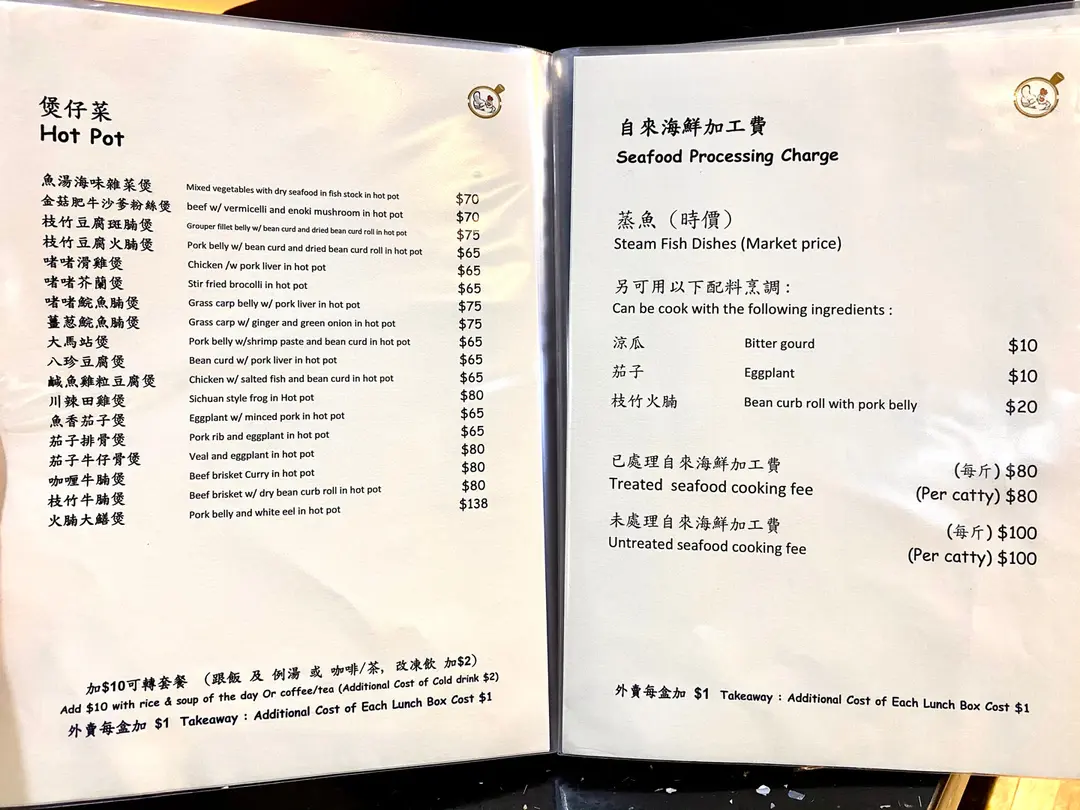 煲仔菜
Hot Pot
魚湯海味雜菜煲 Mixed vegetables with dry seafood in fish stock in hot pot $70
金菇肥牛沙爹粉絲煲 beef w/ vermicelli and enoki mushroom in hot pot $70
枝竹豆腐斑腩煲 Grouper fillet belly w/ bean curd and dried bean curd roll in hot pot $75
枝竹豆腐火腩煲 Pork belly w/ bean curd and dried bean curd roll in hot pot $65
啫啫滑雞煲 Chicken /w pork liver in hot pot $65
啫啫芥蘭煲 Stir fried brocolli in hot pot $65
啫啫鯇魚腩煲 Grass carp belly w/ pork liver in hot pot $75
薑葱鯇魚腩煲 Grass carp w/ ginger and green onion in hot pot $75
大馬站煲 Pork belly w/shrimp paste and bean curd in hot pot $65
八珍豆腐煲 Bean curd w/ pork liver in hot pot $65
鹹魚雞粒豆腐煲 Chicken w/ salted fish and bean curd in hot pot $65
川辣田雞煲 Sichuan style frog in Hot pot $80
魚香茄子煲 Eggplant w/ minced pork in hot pot $65
茄子排骨煲 Pork rib and eggplant in hot pot $65
茄子牛仔骨煲 Veal and eggplant in hot pot $80
咖喱牛腩煲 Beef brisket Curry in hot pot $80
枝竹牛腩煲 Beef brisket w/ dry bean curb roll in hot pot $80
火腩大鱔煲 Pork belly and white eel in hot pot $138
加$10可轉套餐 (跟飯 及 例湯 或 咖啡/茶, 改凍飲 加$2)
Add $10 with rice & soup of the day Or coffee/tea (Additional Cost of Cold drink $2)
外賣每盒加 $1 Takeaway : Additional Cost of Each Lunch Box Cost $1
自來海鮮加工費
Seafood Processing Charge
蒸魚（時價）
Steam Fish Dishes (Market price)
另可用以下配料烹調 :
Can be cook with the following ingredients :
涼瓜 Bitter gourd $10
茄子 Eggplant $10
枝竹火腩 Bean curb roll with pork belly $20
已處理自來海鮮加工費 (每斤) $80
Treated seafood cooking fee (Per catty) $80
未處理自來海鮮加工費 (每斤) $100
Untreated seafood cooking fee (Per catty) $100
外賣每盒加 $1 Takeaway : Additional Cost of Each Lunch Box Cost $1